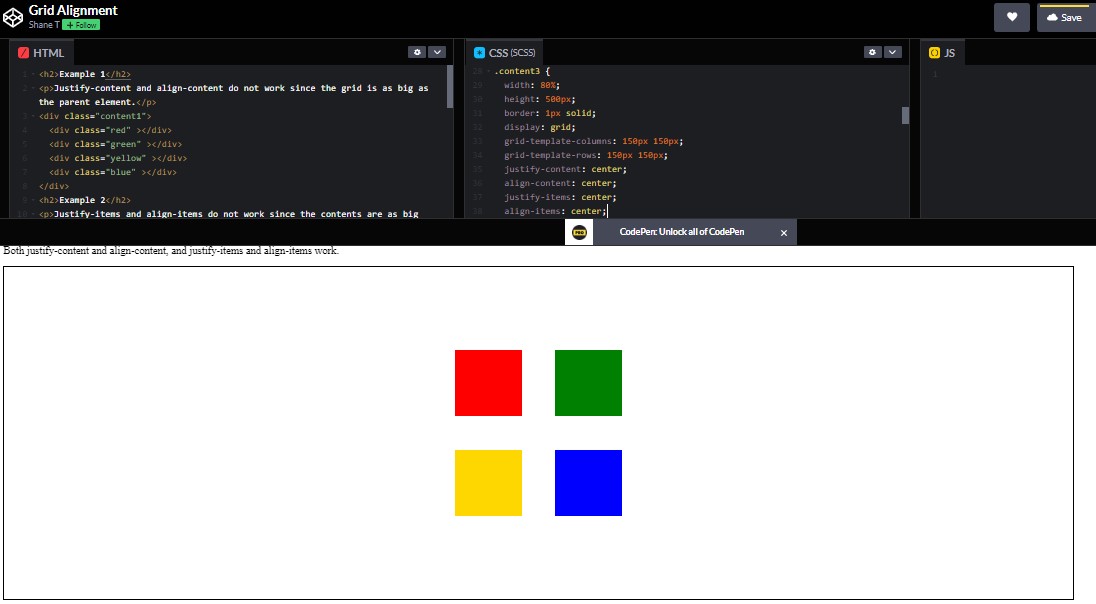 Grid Alignment
Shane T + Follow
Save
HTML
CSS (SCSS)
JS
1 <h2>Example 1</h2>
2 <p>Justify-content and align-content do not work since the grid is as big as
the parent element.</p>
3 <div class="content1">
4 <div class="red" ></div>
5 <div class="green" ></div>
6 <div class="yellow" ></div>
7 <div class="blue" ></div>
8 </div>
9 <h2>Example 2</h2>
10 <p>Justify-items and align-items do not work since the contents are as big
28 .content3 {
29 width: 80%;
30 height: 500px;
31 border: 1px solid;
32 display: grid;
33 grid-template-columns: 150px 150px;
34 grid-template-rows: 150px 150px;
35 justify-content: center;
36 align-content: center;
37 justify-items: center;
38 align-items: center;
1
PRO
CodePen: Unlock all of CodePen ×
Both justify-content and align-content, and justify-items and align-items work.